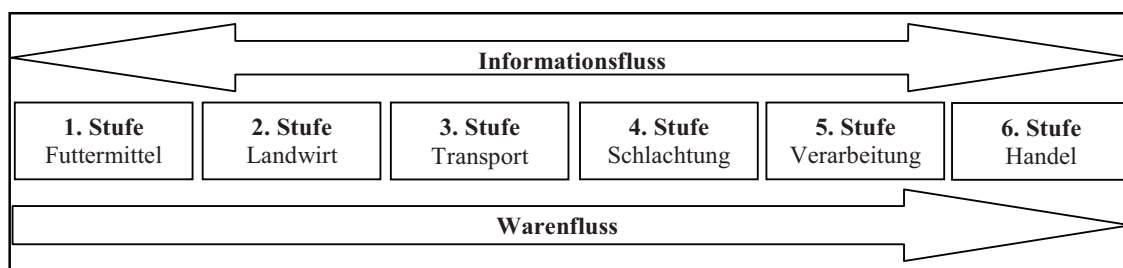 Informationsfluss
1. Stufe
Futtermittel
2. Stufe
Landwirt
3. Stufe
Transport
4. Stufe
Schlachtung
5. Stufe
Verarbeitung
6. Stufe
Handel
Warenfluss